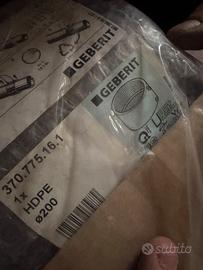 GEBERIT
GEBERIT
370.775.16.1
1x
HDPE
ø200
subito